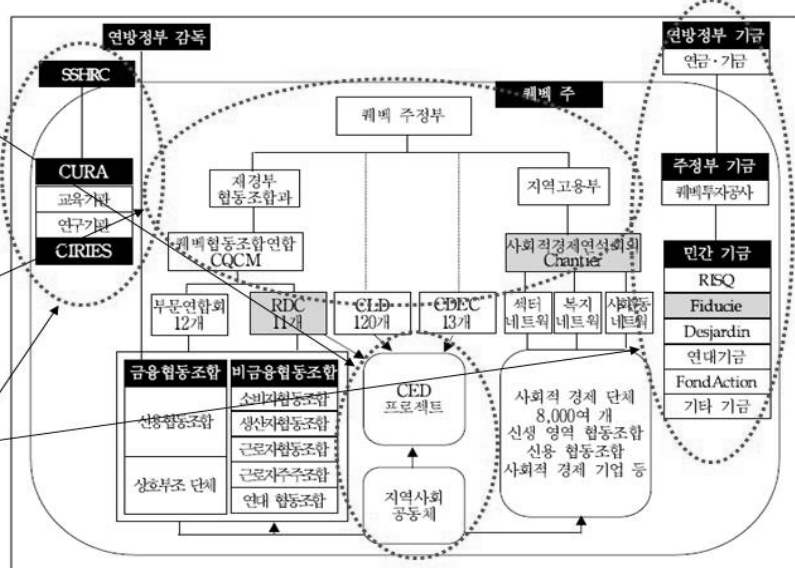 연방정부 감독
연방정부 기금
연금·기금
SSHRC
퀘벡 주
퀘벡 주정부
CURA
교육기관
연구기관
CIRIES
재경부
협동조합과
지역고용부
주정부 기금
퀘벡투자공사
퀘벡협동조합연합
CQCM
사회적경제연석회의
Chantier
민간 기금
RISQ
Fiducie
Desjardin
연대기금
FondAction
기타 기금
부문연합회
12개
RDC
11개
CLD
120개
CDEC
13개
섹터
네트웍
복지
네트웍
사회운동
네트웍
금융협동조합
신용협동조합
상호부조 단체
비금융협동조합
소비자협동조합
생산자협동조합
근로자협동조합
근로자주주조합
연대 협동조합
CED
프로젝트
지역사회
공동체
사회적 경제 단체
8,000여 개
신생 영역 협동조합
신용 협동조합
사회적 경제 기업 등